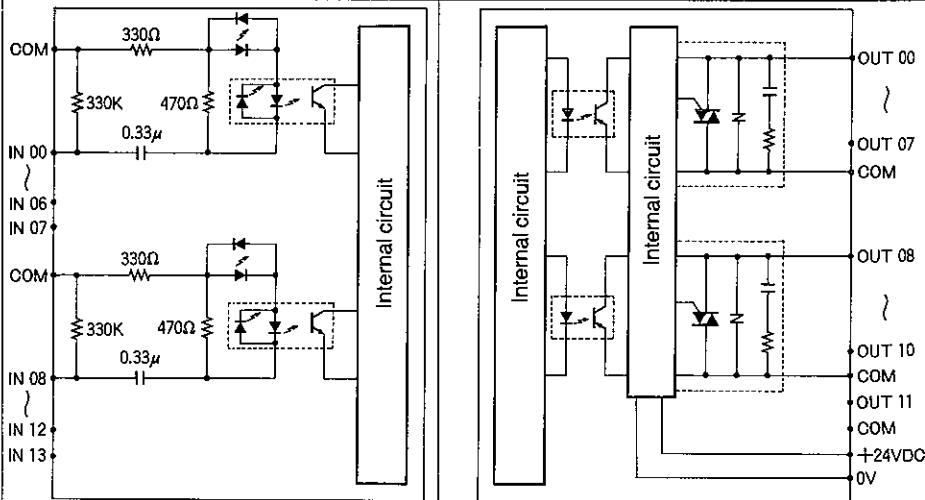 COM
330Ω
330K
470Ω
0.33μ
IN 00
IN 06
IN 07
COM
330Ω
330K
470Ω
0.33μ
IN 08
IN 12
IN 13
Internal circuit
Internal circuit
Internal circuit
OUT 00
OUT 07
COM
OUT 08
OUT 10
COM
OUT 11
COM
+24VDC
0V